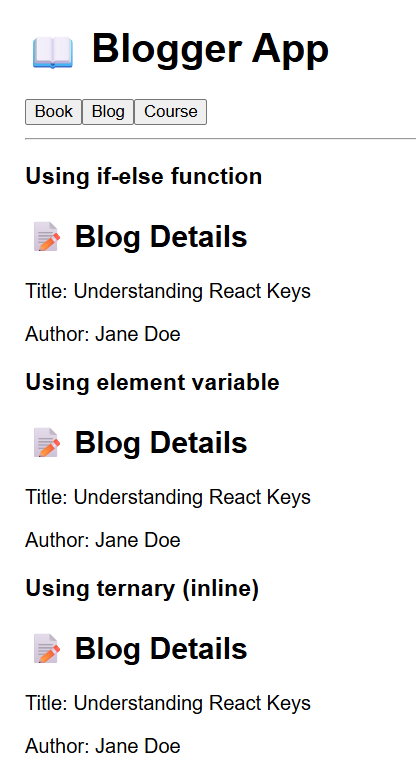 📖 Blogger App
Book Blog Course
Using if-else function
📝 Blog Details
Title: Understanding React Keys
Author: Jane Doe
Using element variable
📝 Blog Details
Title: Understanding React Keys
Author: Jane Doe
Using ternary (inline)
📝 Blog Details
Title: Understanding React Keys
Author: Jane Doe